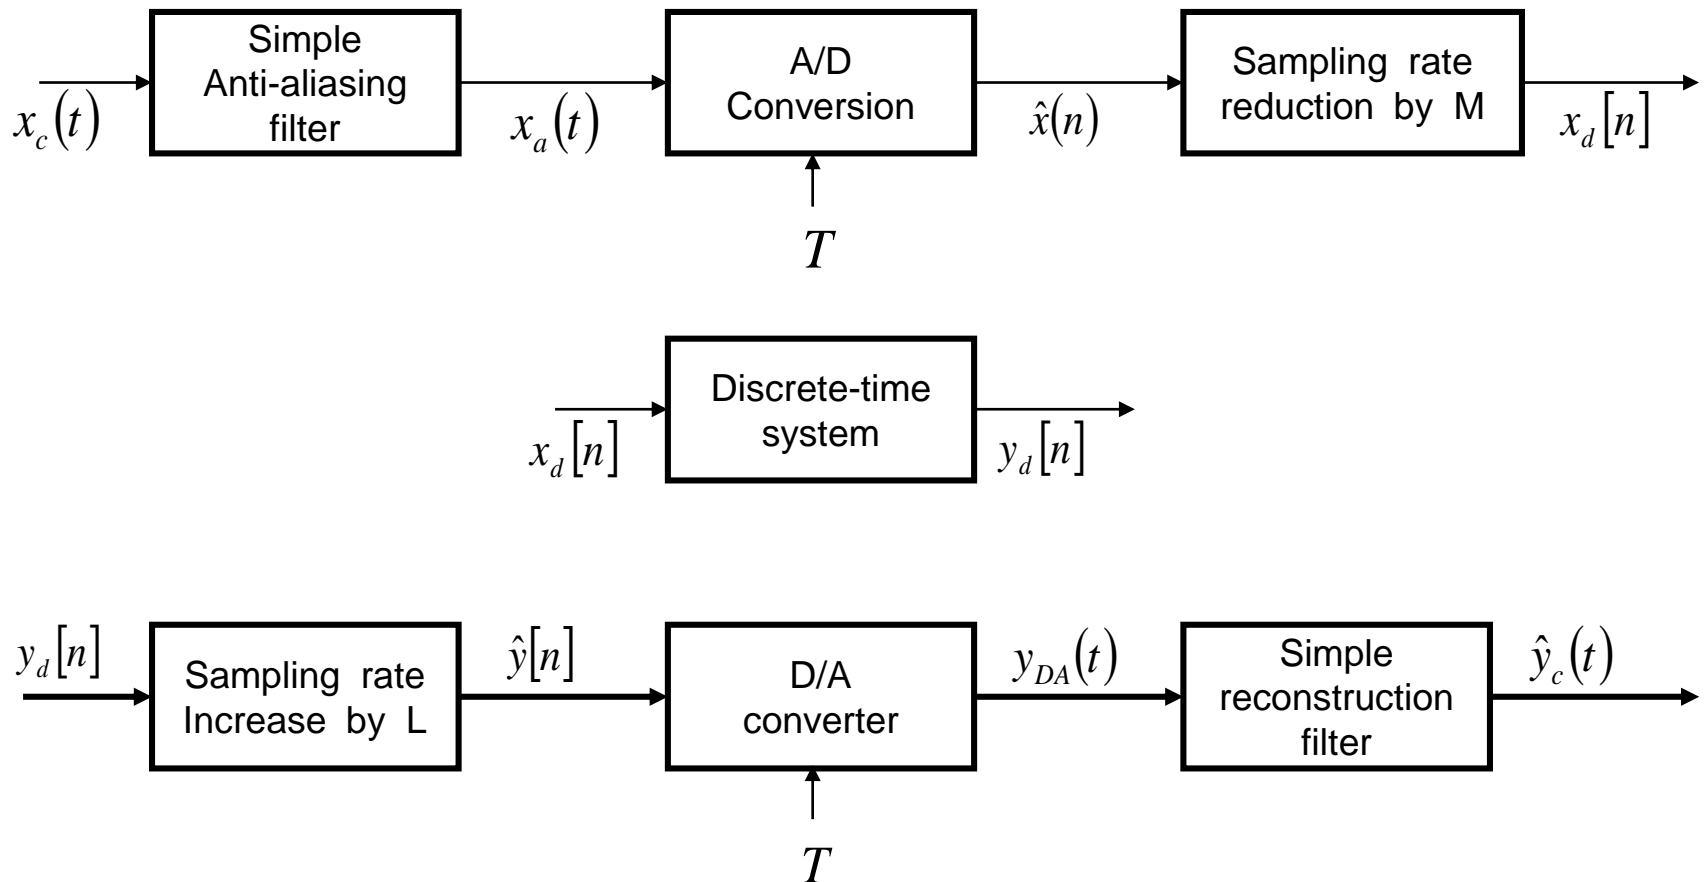 Simple
Anti-aliasing
filter
A/D
Conversion
Sampling rate
reduction by M
x_c(t)
x_a(t)
x̂(n)
x_d[n]
T
Discrete-time
system
x_d[n]
y_d[n]
y_d[n]
Sampling rate
Increase by L
ŷ[n]
D/A
converter
y_DA(t)
Simple
reconstruction
filter
ŷ_c(t)
T